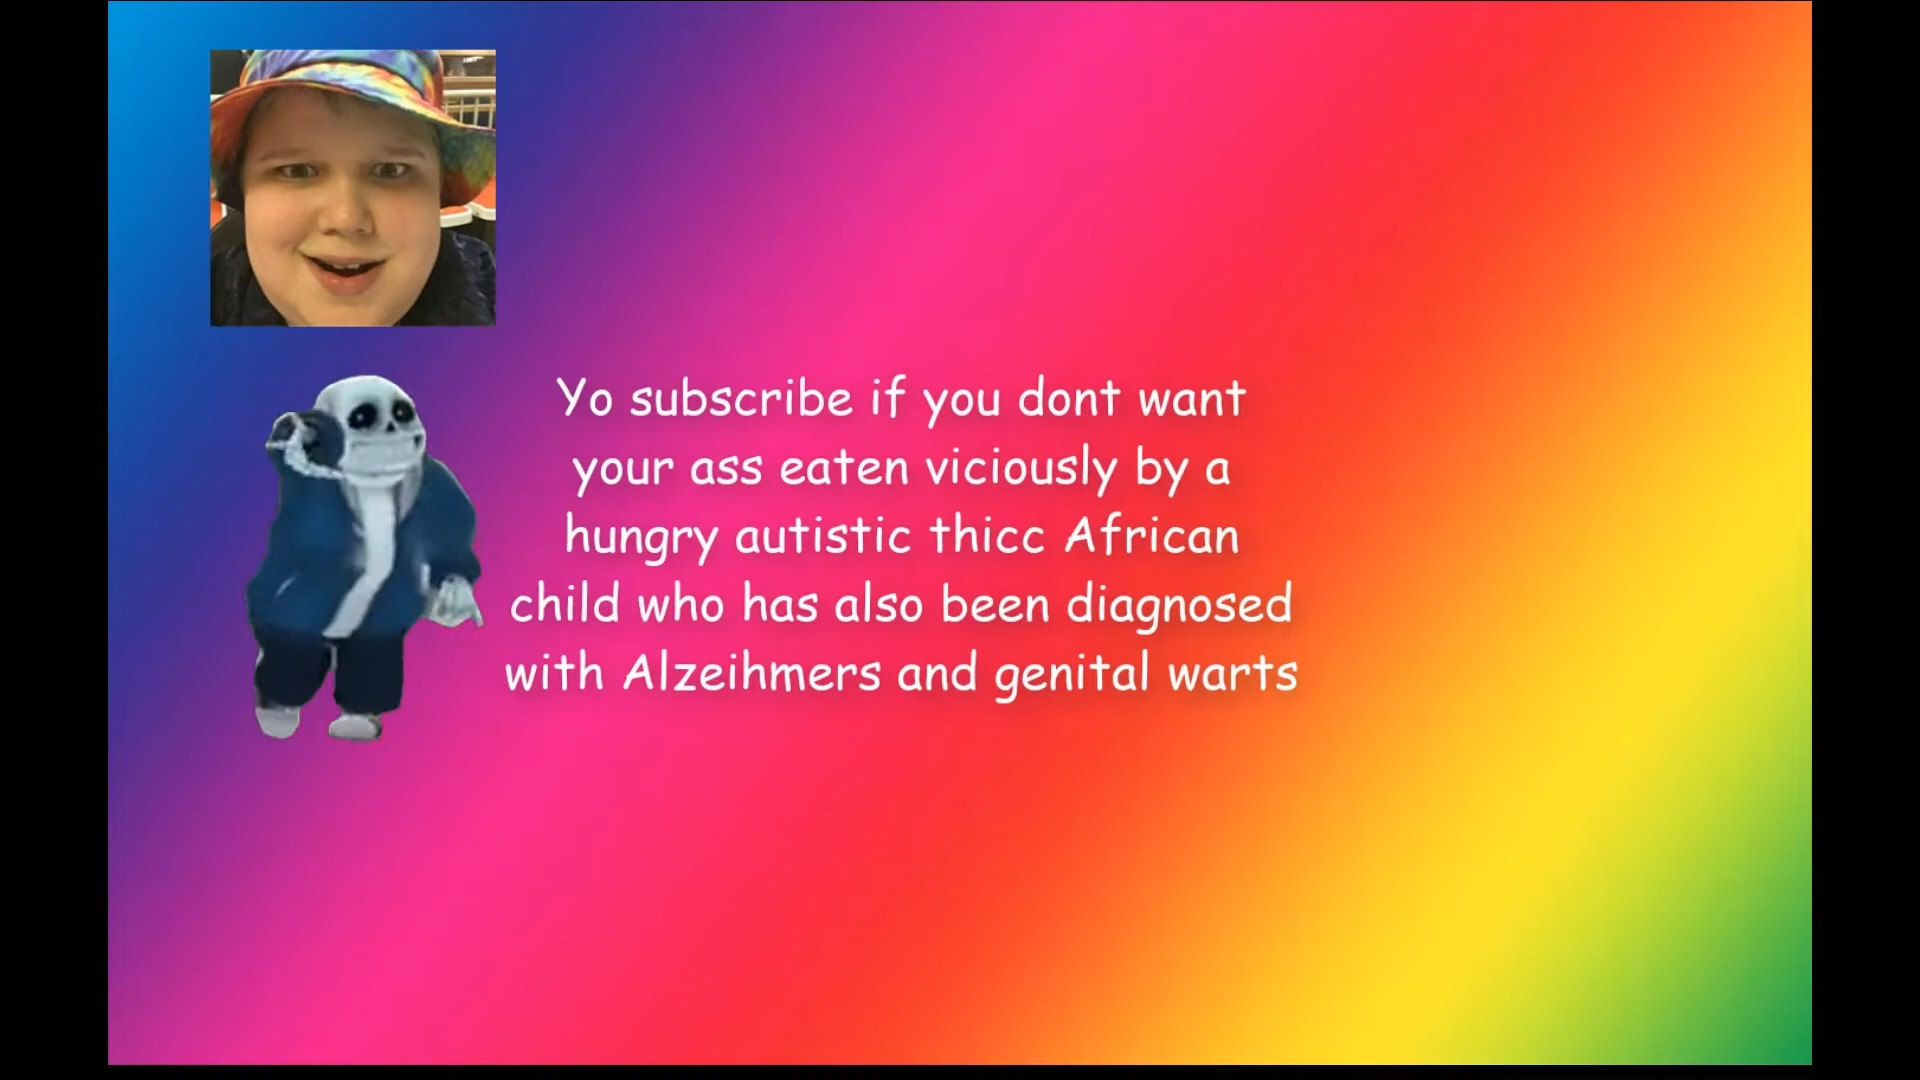 Yo subscribe if you dont want
your ass eaten viciously by a
hungry autistic thicc African
child who has also been diagnosed
with Alzeihmers and genital warts